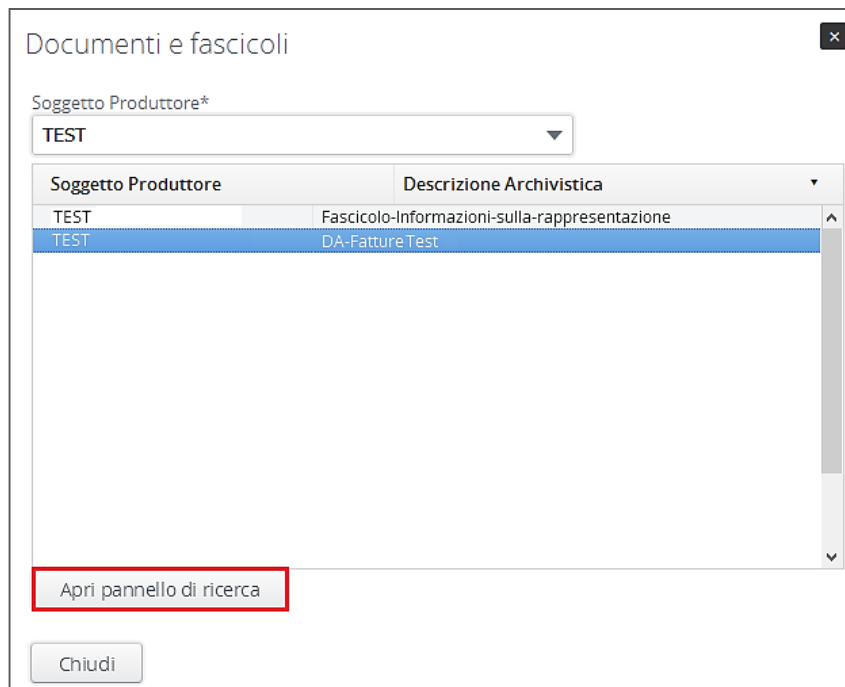 Documenti e fascicoli
Soggetto Produttore*
TEST
Soggetto Produttore Descrizione Archivistica
TEST Fascicolo-Informazioni-sulla-rappresentazione
TEST DA-Fatture Test
Apri pannello di ricerca
Chiudi